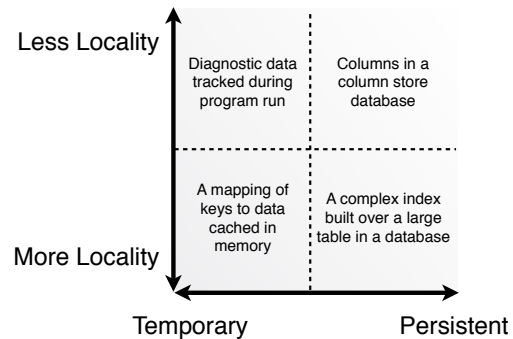 Less Locality
Diagnostic data
tracked during
program run
Columns in a
column store
database
A mapping of
keys to data
cached in
memory
A complex index
built over a large
table in a database
More Locality
Temporary
Persistent